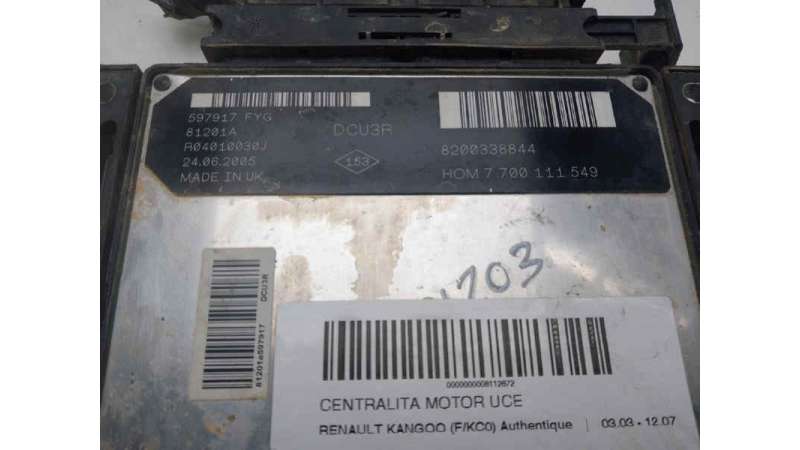 597917 FYG
81201A
R04010030J
24.06.2005
MADE IN UK
DCU3R
153
8200338844
HOM 7 700 111 549
81201a597917 DCU3R
0000000008112672
CENTRALITA MOTOR UCE
RENAULT KANGOO (F/KC0) Authentique | 03.03 - 12.07